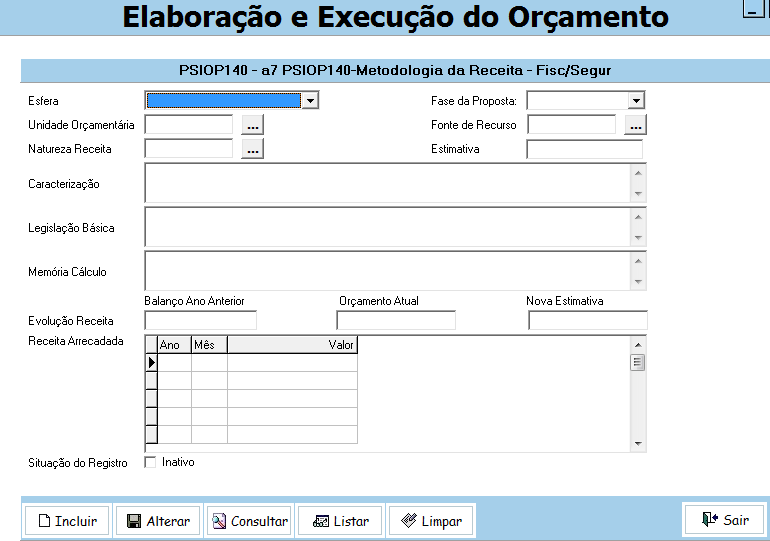 Elaboração e Execução do Orçamento
PSIOP140 - a7 PSIOP140-Metodologia da Receita - Fisc/Segur
Esfera Fase da Proposta:
Unidade Orçamentária ... Fonte de Recurso ...
Natureza Receita ... Estimativa
Caracterização
Legislação Básica
Memória Cálculo
Balanço Ano Anterior Orçamento Atual Nova Estimativa
Evolução Receita
Receita Arrecadada Ano Mês Valor
Situação do Registro Inativo
Incluir Alterar Consultar Listar Limpar Sair